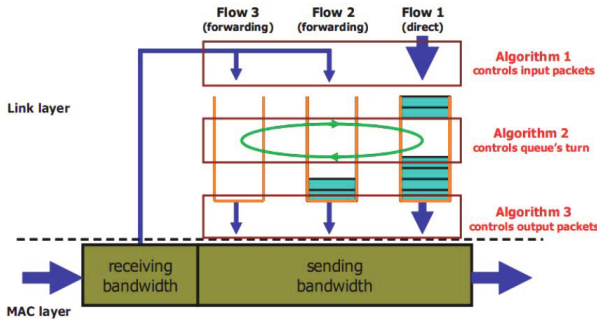 Flow 3 Flow 2 Flow 1
(forwarding) (forwarding) (direct)
Algorithm 1
controls input packets
Link layer
Algorithm 2
controls queue's turn
Algorithm 3
controls output packets
receiving sending
bandwidth bandwidth
MAC layer